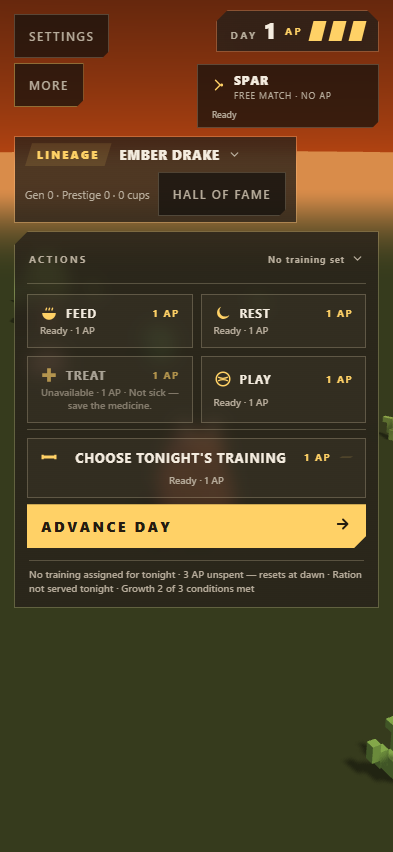 SETTINGS
DAY 1 AP
MORE
SPAR
FREE MATCH · NO AP
Ready
LINEAGE EMBER DRAKE
Gen 0 · Prestige 0 · 0 cups HALL OF FAME
ACTIONS No training set
FEED 1 AP
Ready · 1 AP
REST 1 AP
Ready · 1 AP
TREAT 1 AP
Unavailable · 1 AP · Not sick —
save the medicine.
PLAY 1 AP
Ready · 1 AP
CHOOSE TONIGHT'S TRAINING 1 AP —
Ready · 1 AP
ADVANCE DAY →
No training assigned for tonight · 3 AP unspent — resets at dawn · Ration
not served tonight · Growth 2 of 3 conditions met